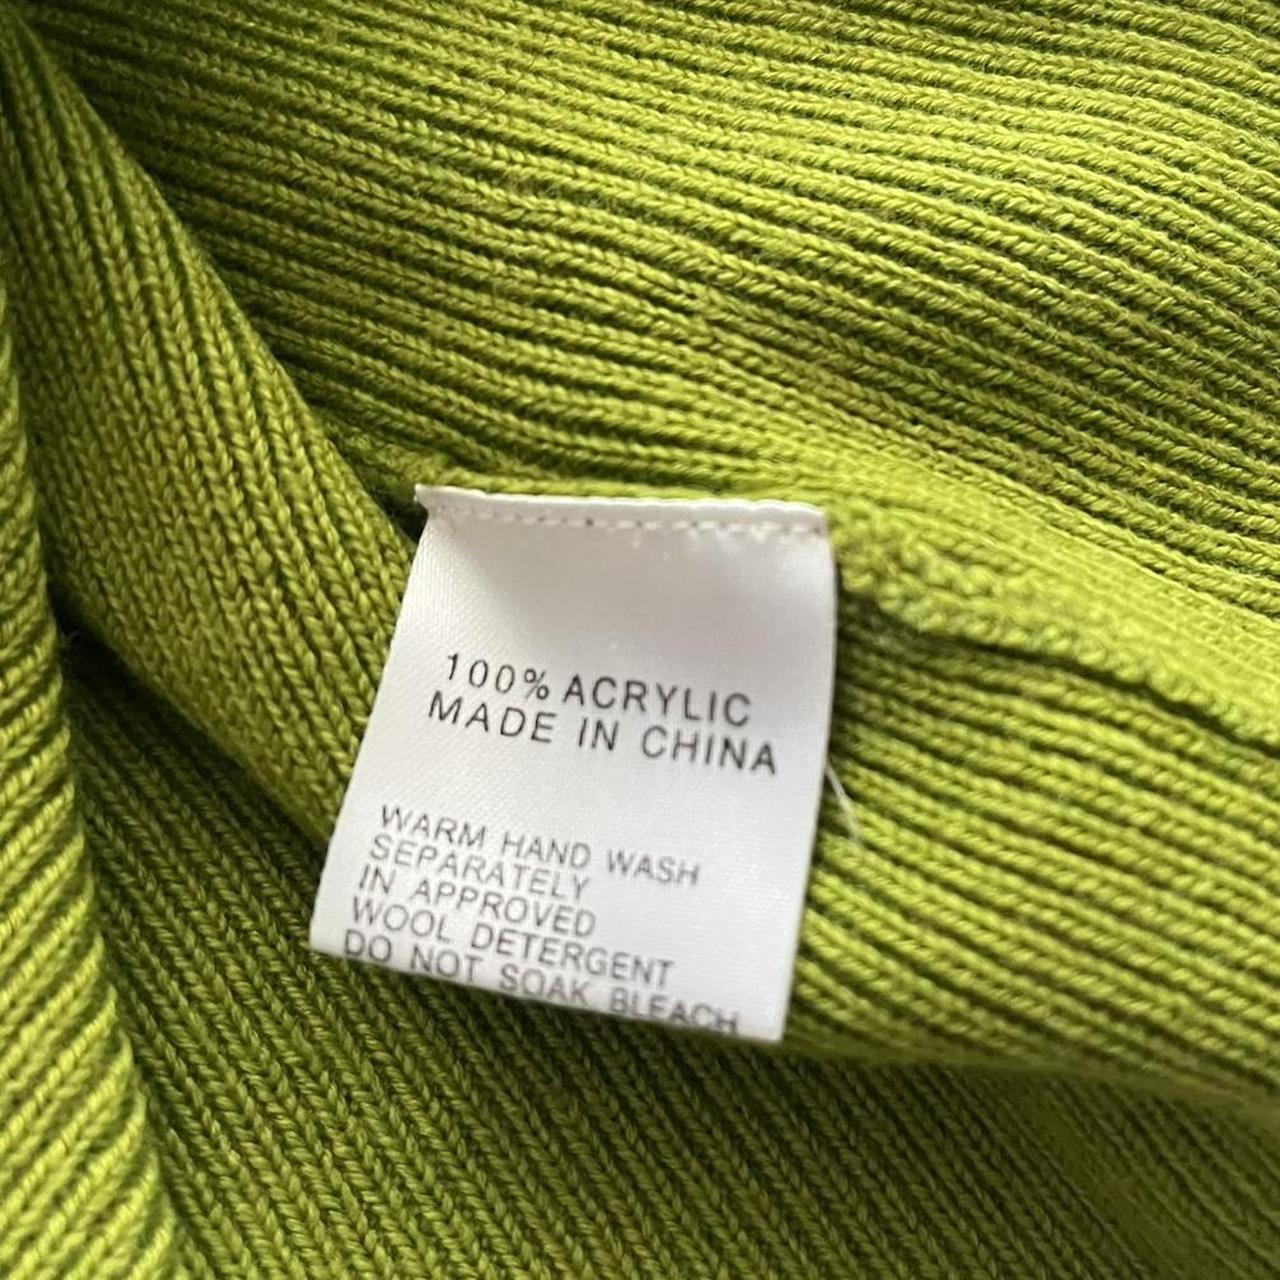 100% ACRYLIC
MADE IN CHINA
WARM HAND WASH
SEPARATELY
IN APPROVED
WOOL DETERGENT
DO NOT SOAK BLEACH